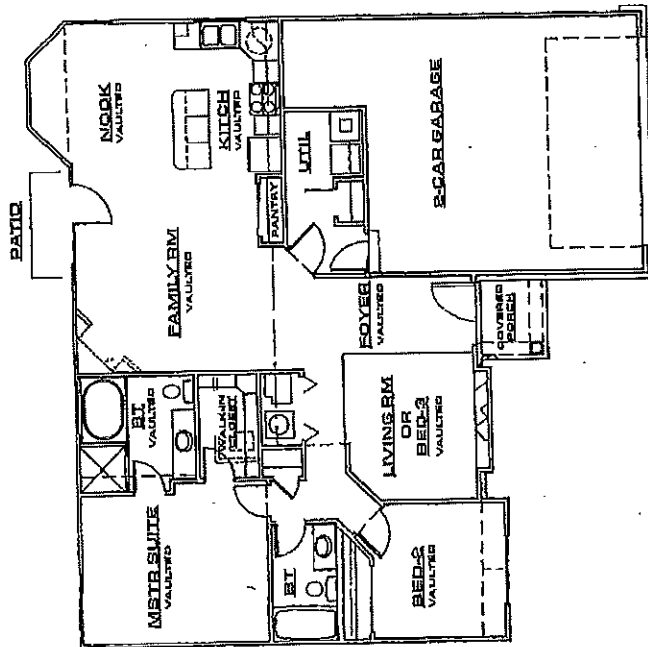 PATIO
NOOK
VAULTED
KITCH
VAULTED
FAMILY RM
VAULTED
PANTRY
UTIL
2-CAR GARAGE
FOYER
VAULTED
COVERED
PORCH
LIVING RM
OR
BED-3
VAULTED
BT
VAULTED
WALK-IN
CLOSET
MSTR SUITE
VAULTED
BT
BED-2
VAULTED